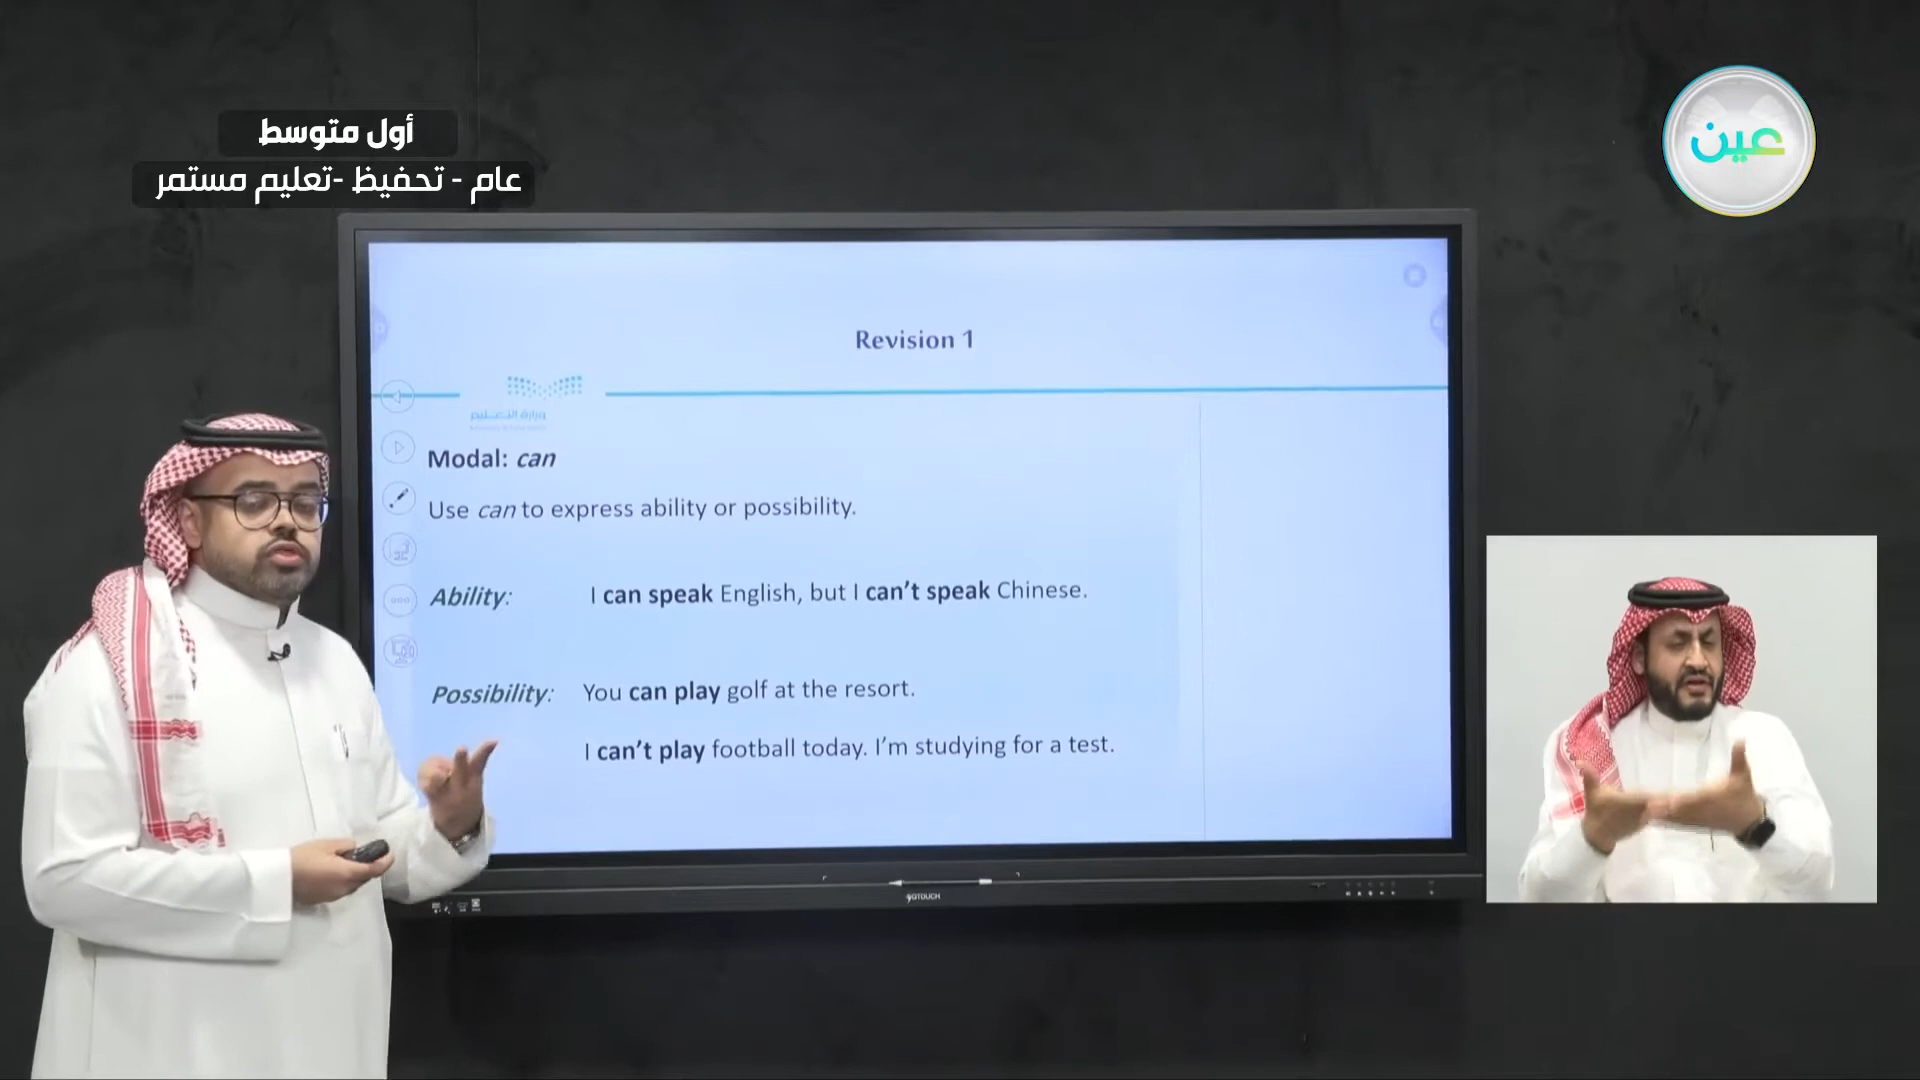 أول متوسط
عام - تحفيظ -تعليم مستمر
عين
Revision 1
وزارة التعليم
Modal: can
Use can to express ability or possibility.
Ability: I can speak English, but I can't speak Chinese.
Possibility: You can play golf at the resort.
I can't play football today. I'm studying for a test.